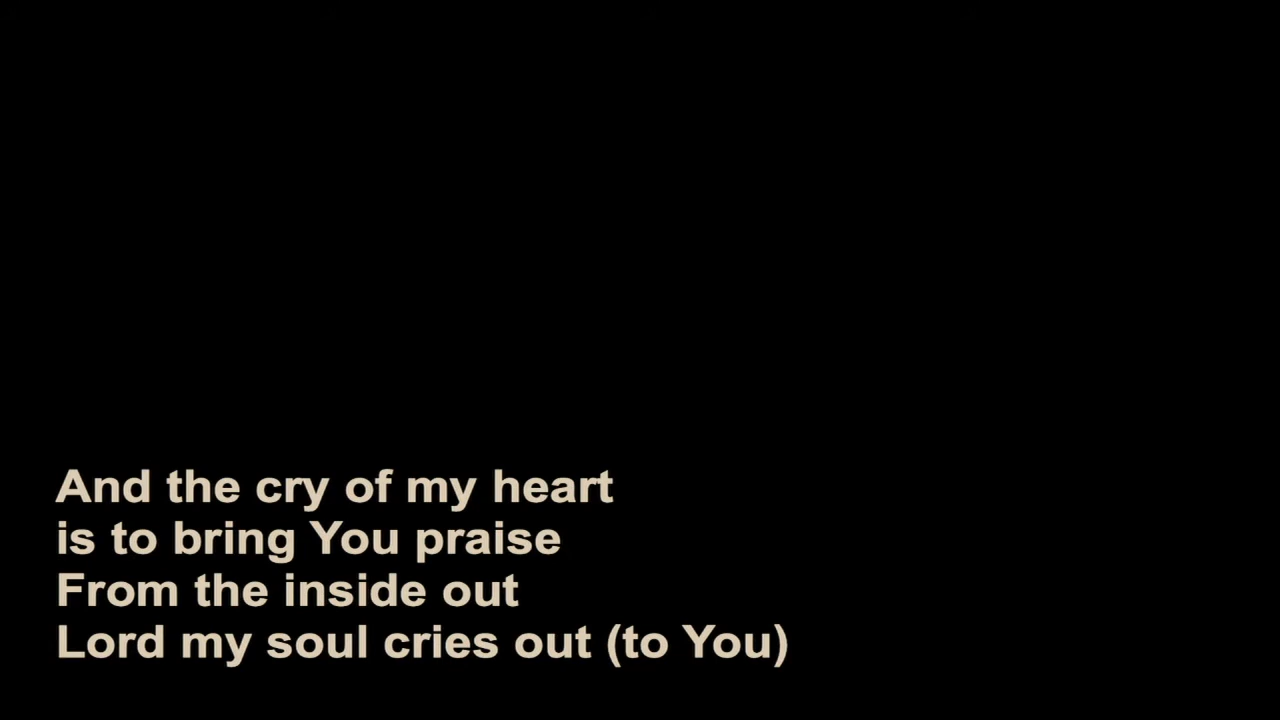 And the cry of my heart
is to bring You praise
From the inside out
Lord my soul cries out (to You)